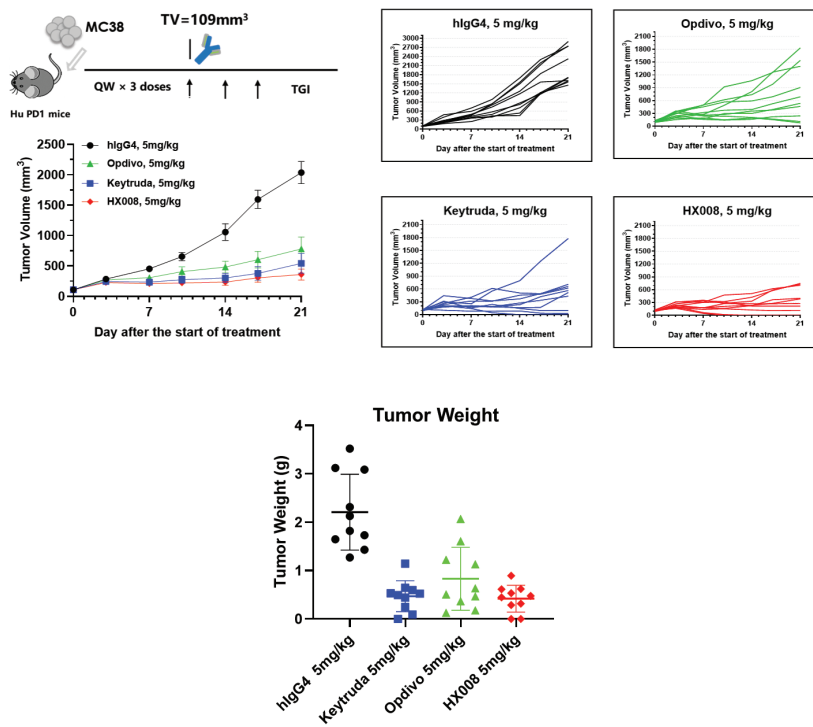 MC38
TV=109mm³
Hu PD1 mice
QW × 3 doses
TGI
Tumor Volume (mm³)
2500
2000
1500
1000
500
0
hIgG4, 5mg/kg
Opdivo, 5mg/kg
Keytruda, 5mg/kg
HX008, 5mg/kg
0 7 14 21
Day after the start of treatment
hIgG4, 5 mg/kg
Tumor Volume (mm³)
3000
2700
2400
2100
1800
1500
1200
900
600
300
0
0 7 14 21
Day after the start of treatment
Opdivo, 5 mg/kg
Tumor Volume (mm³)
2100
1800
1500
1200
900
600
300
0
0 7 14 21
Day after the start of treatment
Keytruda, 5 mg/kg
Tumor Volume (mm³)
2100
1800
1500
1200
900
600
300
0
0 7 14 21
Day after the start of treatment
HX008, 5 mg/kg
Tumor Volume (mm³)
2100
1800
1500
1200
900
600
300
0
0 7 14 21
Day after the start of treatment
Tumor Weight
Tumor Weight (g)
4
3
2
1
0
hIgG4 5mg/kg
Keytruda 5mg/kg
Opdivo 5mg/kg
HX008 5mg/kg